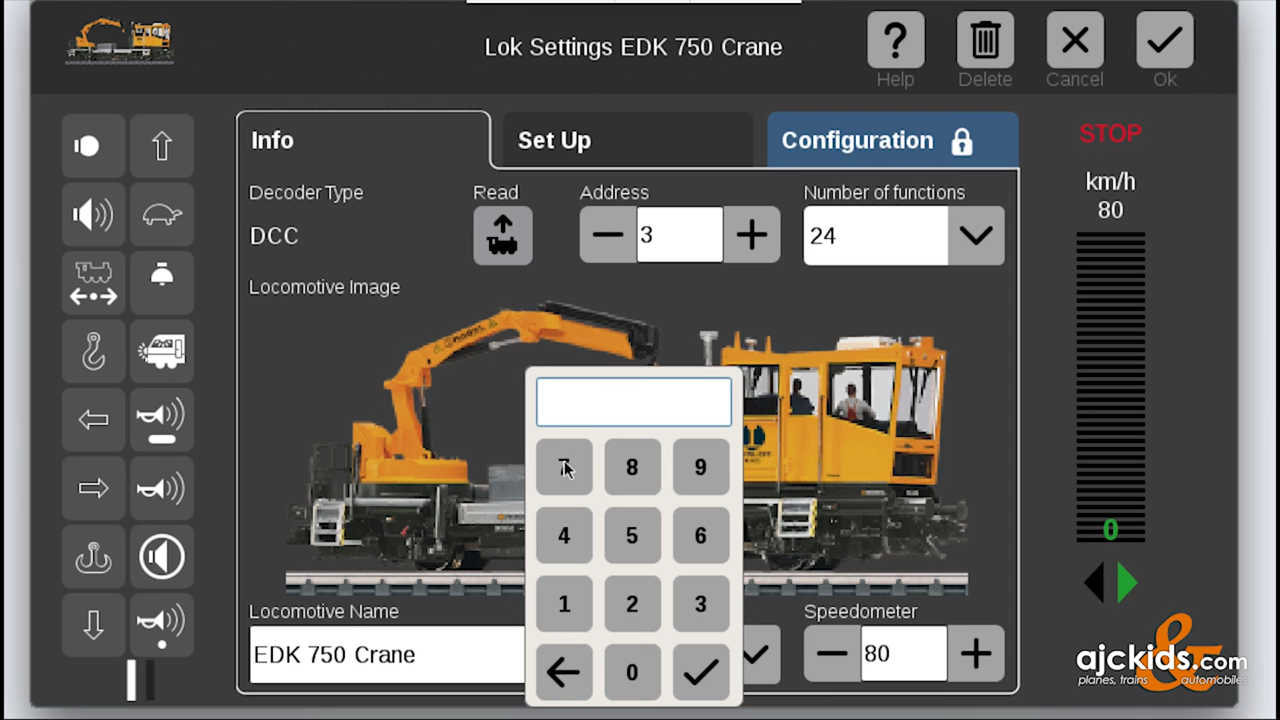 Lok Settings EDK 750 Crane
Help
Delete
Cancel
Ok
Info
Set Up
Configuration
STOP
Decoder Type
Read
Address
Number of functions
DCC
3
24
km/h
80
Locomotive Image
7 8 9
4 5 6
1 2 3
0
0
Locomotive Name
Speedometer
EDK 750 Crane
80
&
ajckids.com
planes, trains automobiles